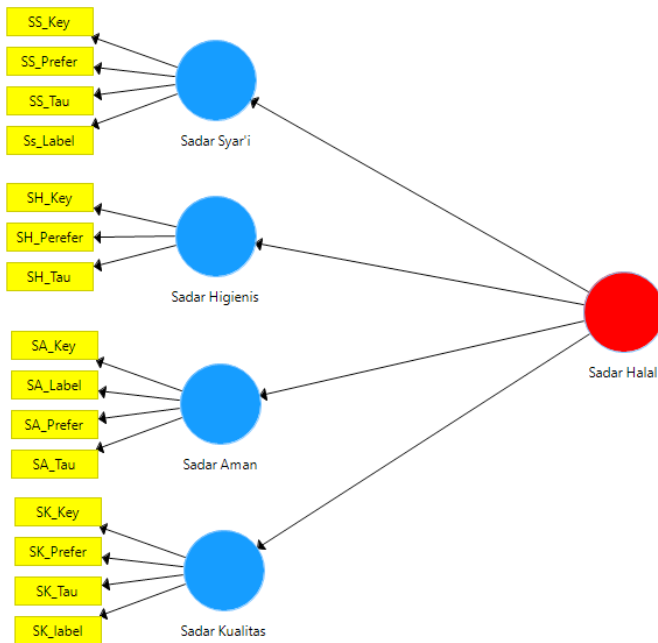 SS_Key
SS_Prefer
SS_Tau
Ss_Label
Sadar Syar'i
SH_Key
SH_Perefer
SH_Tau
Sadar Higienis
SA_Key
SA_Label
SA_Prefer
SA_Tau
Sadar Aman
SK_Key
SK_Prefer
SK_Tau
SK_label
Sadar Kualitas
Sadar Halal